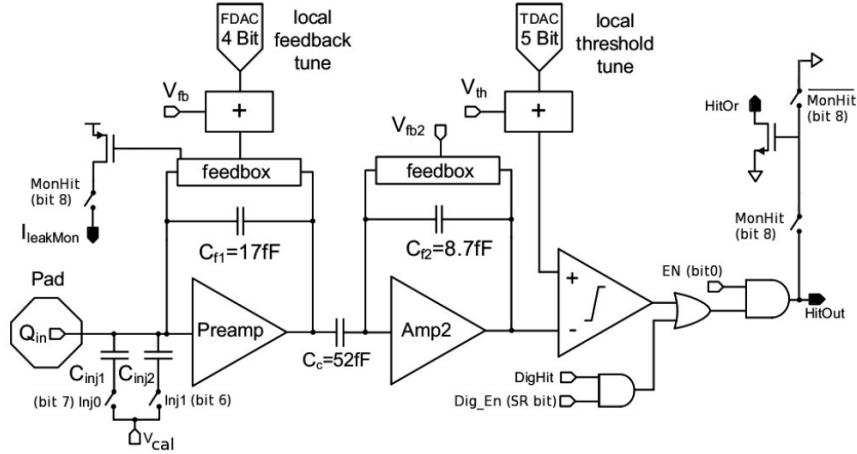 FDAC
4 Bit
local
feedback
tune
TDAC
5 Bit
local
threshold
tune
V_fb
+
V_th
+
V_fb2
HitOr
MonHit
(bit 8)
feedbox
feedbox
MonHit
(bit 8)
I_leakMon
C_f1=17fF
C_f2=8.7fF
MonHit
(bit 8)
Pad
EN (bit0)
Q_in
Preamp
Amp2
+
-
HitOut
C_c=52fF
C_inj1
C_inj2
DigHit
(bit 7) Inj0
Inj1 (bit 6)
Dig_En (SR bit)
V_cal